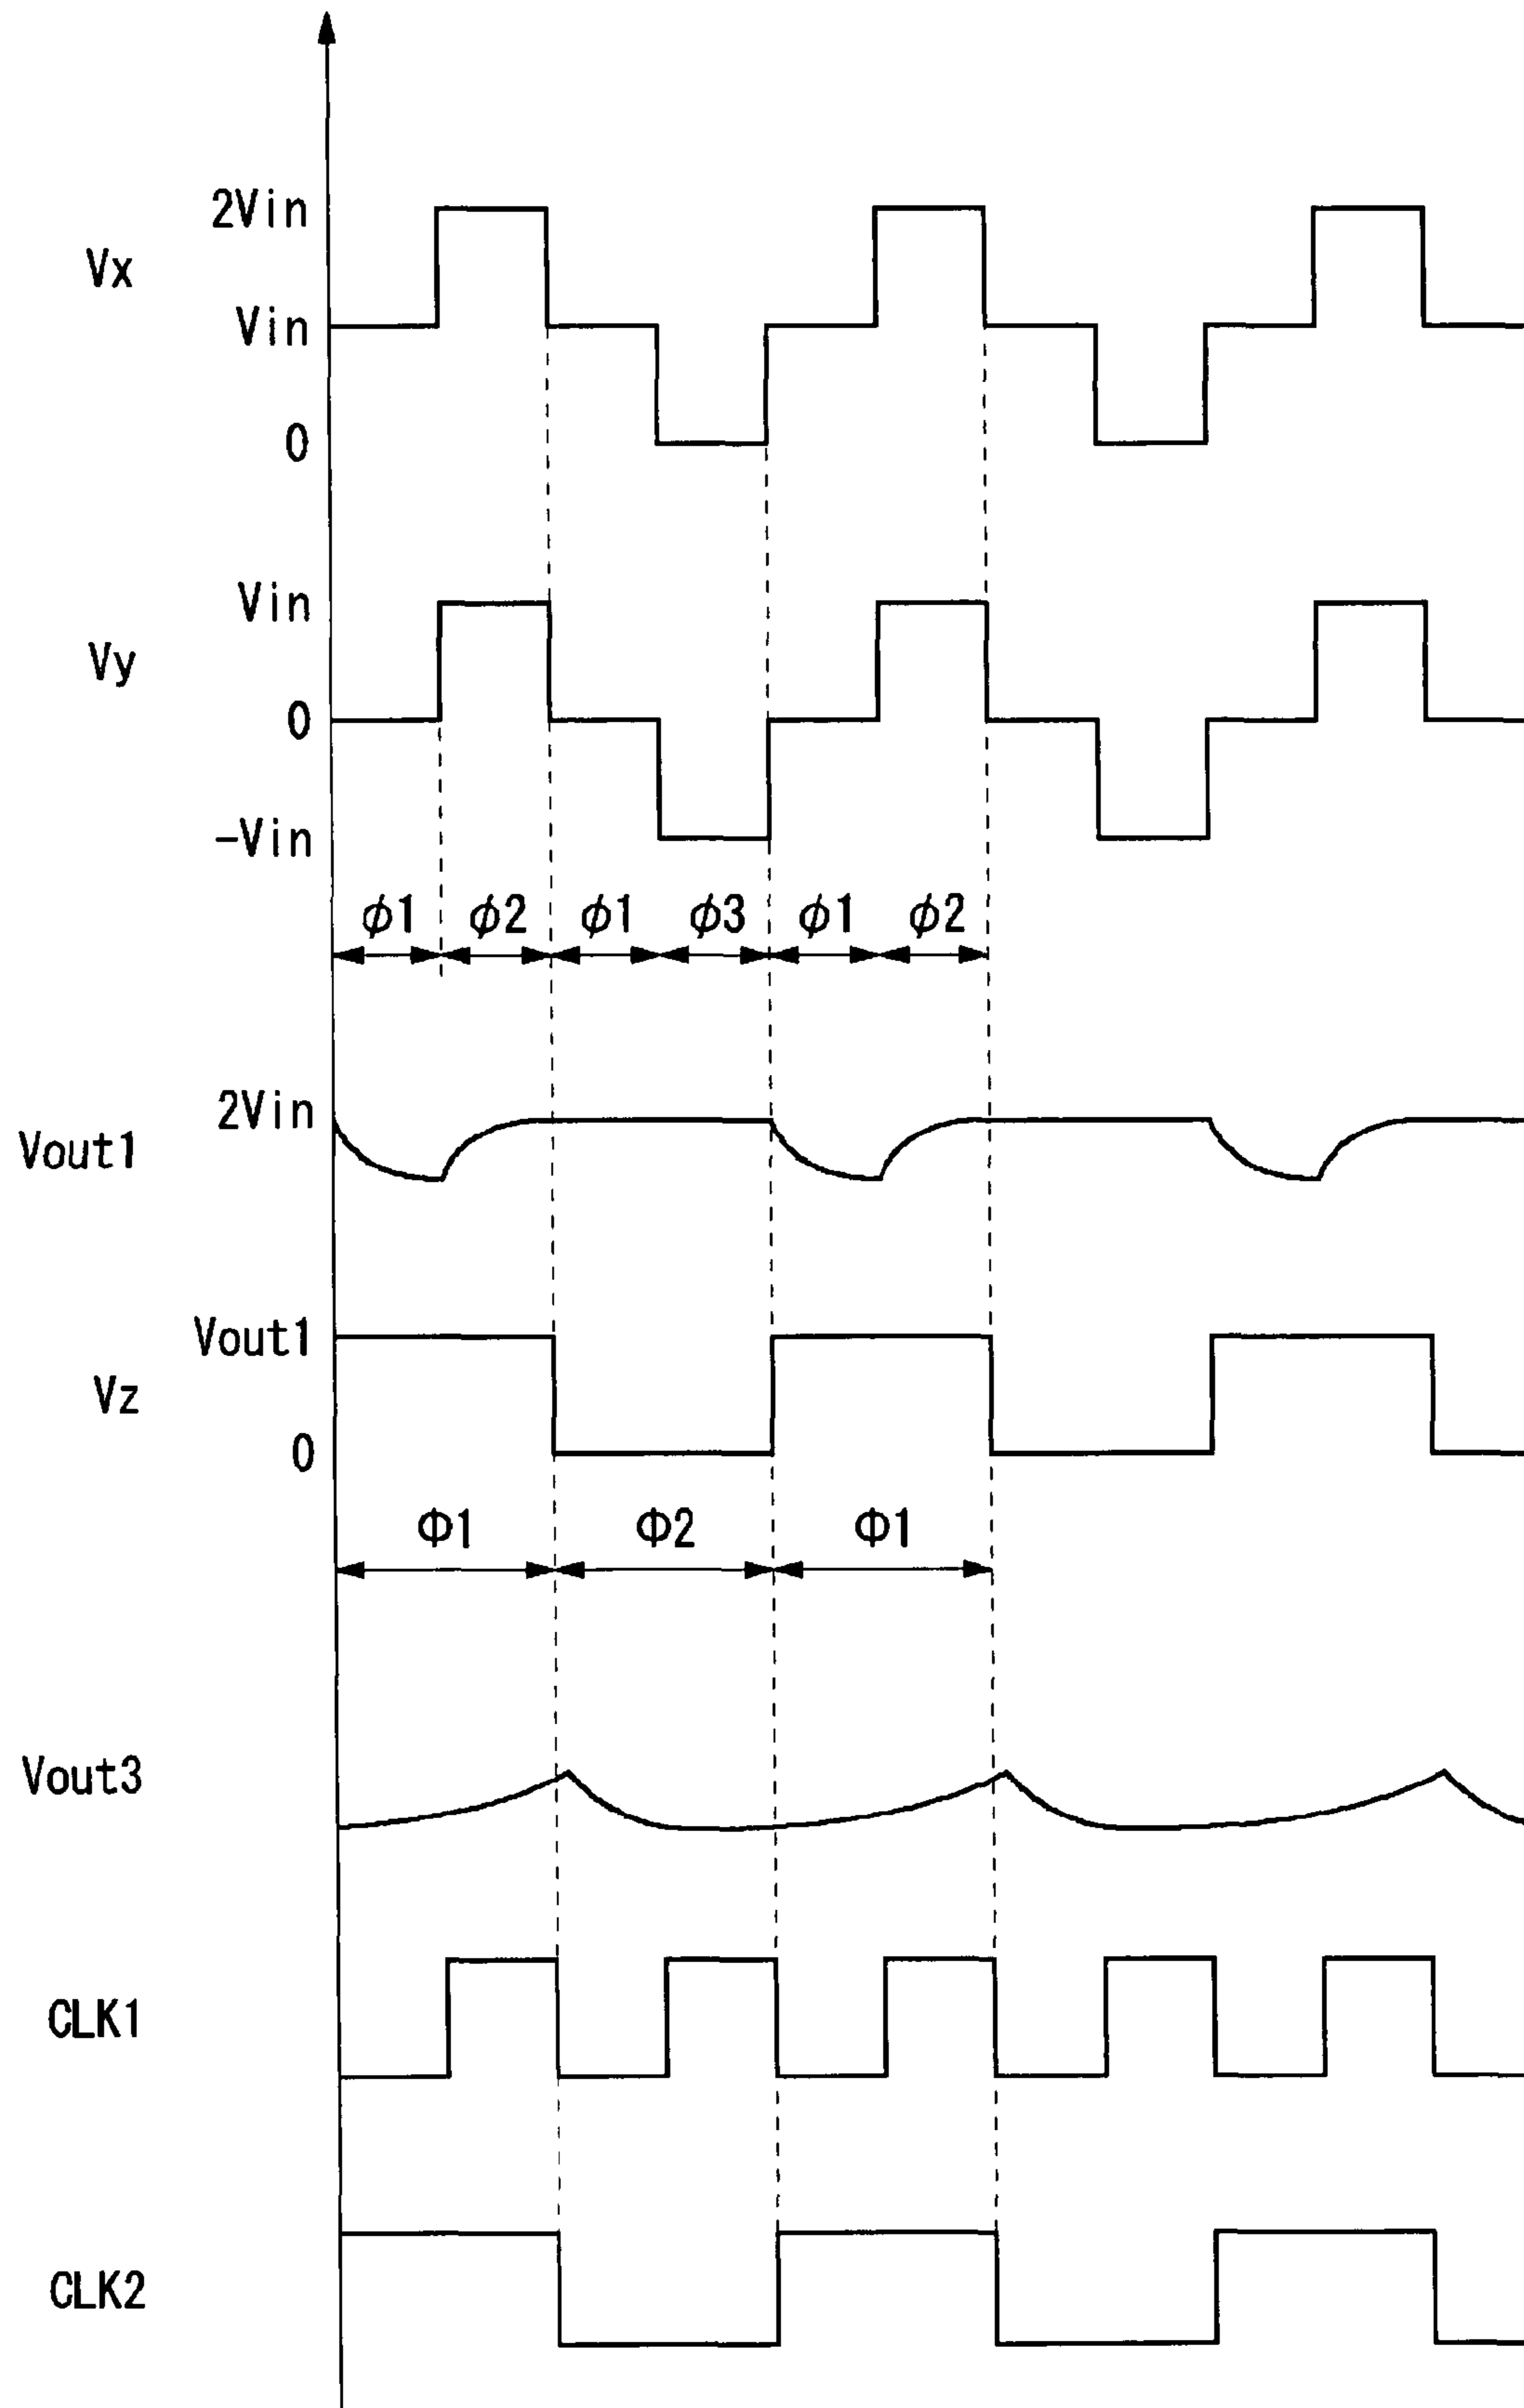 2Vin
Vx
Vin
0
Vin
Vy
0
-Vin
φ1 φ2 φ1 φ3 φ1 φ2
2Vin
Vout1
Vout1
Vz
0
Φ1 Φ2 Φ1
Vout3
CLK1
CLK2